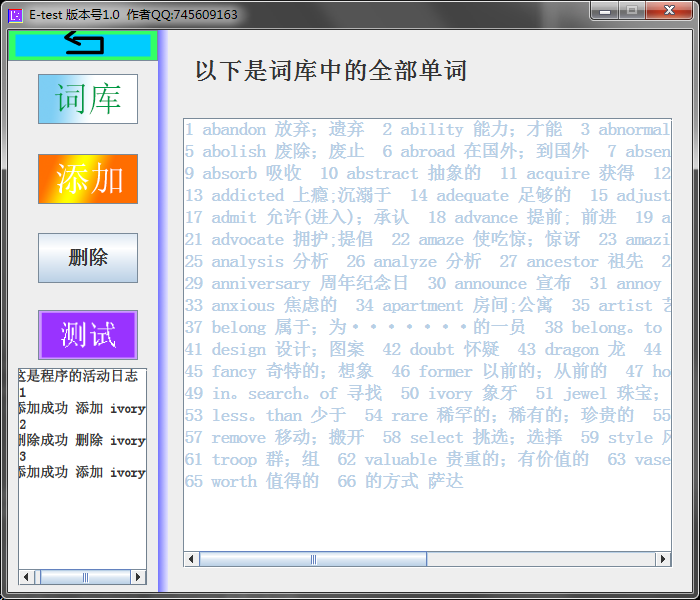 E-test 版本号1.0 作者QQ:745609163
词库
添加
删除
测试
这是程序的活动日志
1
添加成功 添加 ivory
2
删除成功 删除 ivory
3
添加成功 添加 ivory
以下是词库中的全部单词
1 abandon 放弃; 遗弃 2 ability 能力; 才能 3 abnormal
5 abolish 废除; 废止 6 abroad 在国外; 到国外 7 absen
9 absorb 吸收 10 abstract 抽象的 11 acquire 获得 12
13 addicted 上瘾;沉溺于 14 adequate 足够的 15 adjust
17 admit 允许(进入); 承认 18 advance 提前; 前进 19 a
21 advocate 拥护;提倡 22 amaze 使吃惊; 惊讶 23 amazi
25 analysis 分析 26 analyze 分析 27 ancestor 祖先 2
29 anniversary 周年纪念日 30 announce 宣布 31 annoy
33 anxious 焦虑的 34 apartment 房间;公寓 35 artist 艺
37 belong 属于; 为·······的一员 38 belong。to
41 design 设计; 图案 42 doubt 怀疑 43 dragon 龙 44
45 fancy 奇特的; 想象 46 former 以前的; 从前的 47 ho
49 in。search。of 寻找 50 ivory 象牙 51 jewel 珠宝;
53 less。than 少于 54 rare 稀罕的; 稀有的; 珍贵的 55
57 remove 移动; 搬开 58 select 挑选; 选择 59 style 风
61 troop 群; 组 62 valuable 贵重的; 有价值的 63 vase
65 worth 值得的 66 的方式 萨达